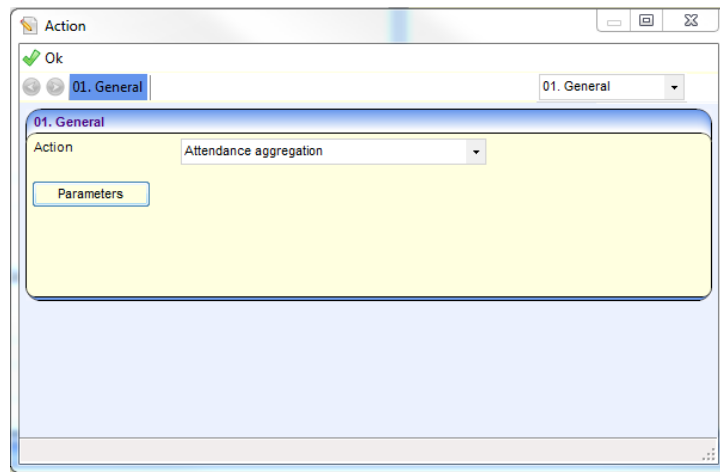 Action
Ok
01. General 01. General
01. General
Action Attendance aggregation
Parameters